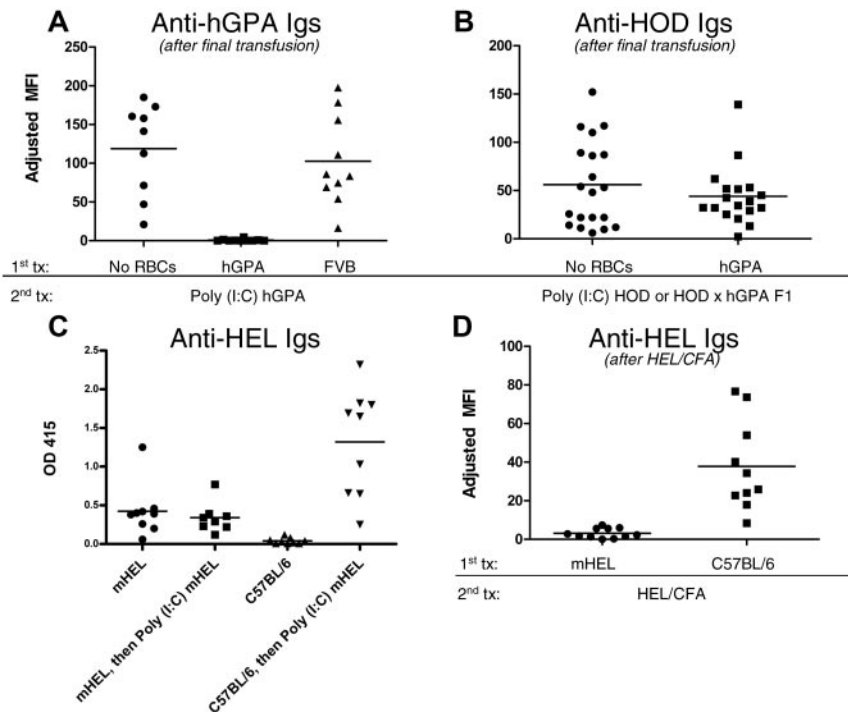 A
Anti-hGPA Igs
(after final transfusion)
Adjusted MFI
250
200
150
100
50
0
1st tx: No RBCs hGPA FVB
2nd tx: Poly (I:C) hGPA
B
Anti-HOD Igs
(after final transfusion)
200
150
100
50
0
No RBCs hGPA
Poly (I:C) HOD or HOD x hGPA F1
C
Anti-HEL Igs
OD 415
2.5
2.0
1.5
1.0
0.5
0.0
mHEL
mHEL, then Poly (I:C) mHEL
C57BL/6
C57BL/6, then Poly (I:C) mHEL
D
Anti-HEL Igs
(after HEL/CFA)
Adjusted MFI
100
80
60
40
20
0
1st tx: mHEL C57BL/6
2nd tx: HEL/CFA